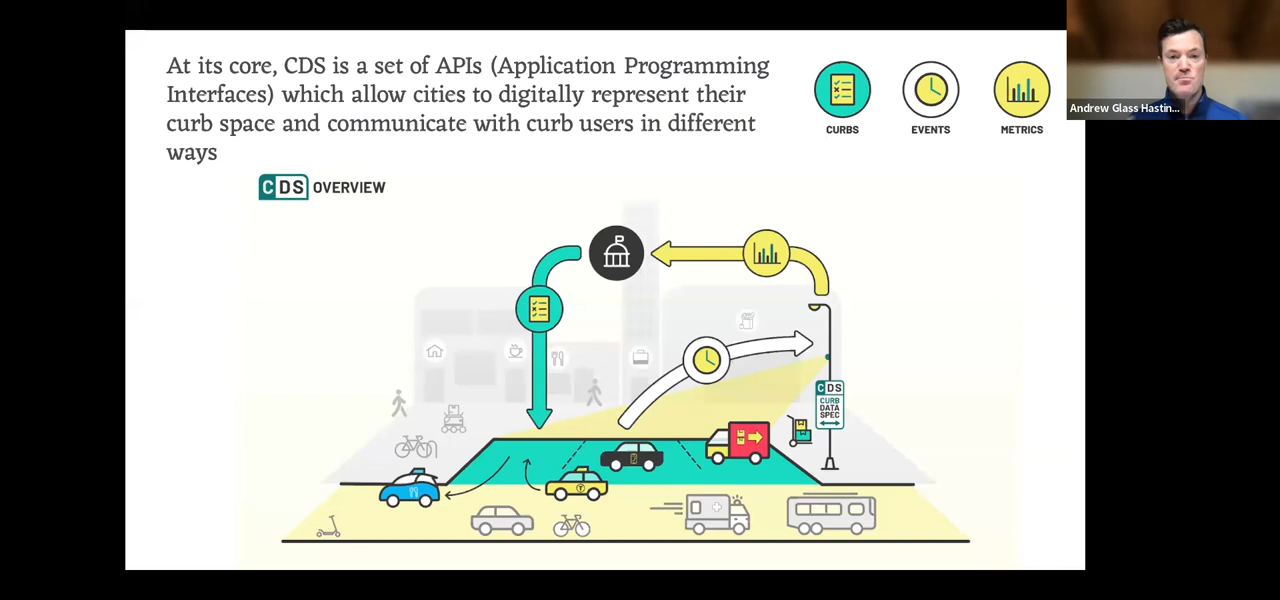 At its core, CDS is a set of APIs (Application Programming
Interfaces) which allow cities to digitally represent their
curb space and communicate with curb users in different
ways
CURBS
EVENTS
METRICS
Andrew Glass Hastin...
CDS OVERVIEW
CDS
CURB
DATA
SPEC